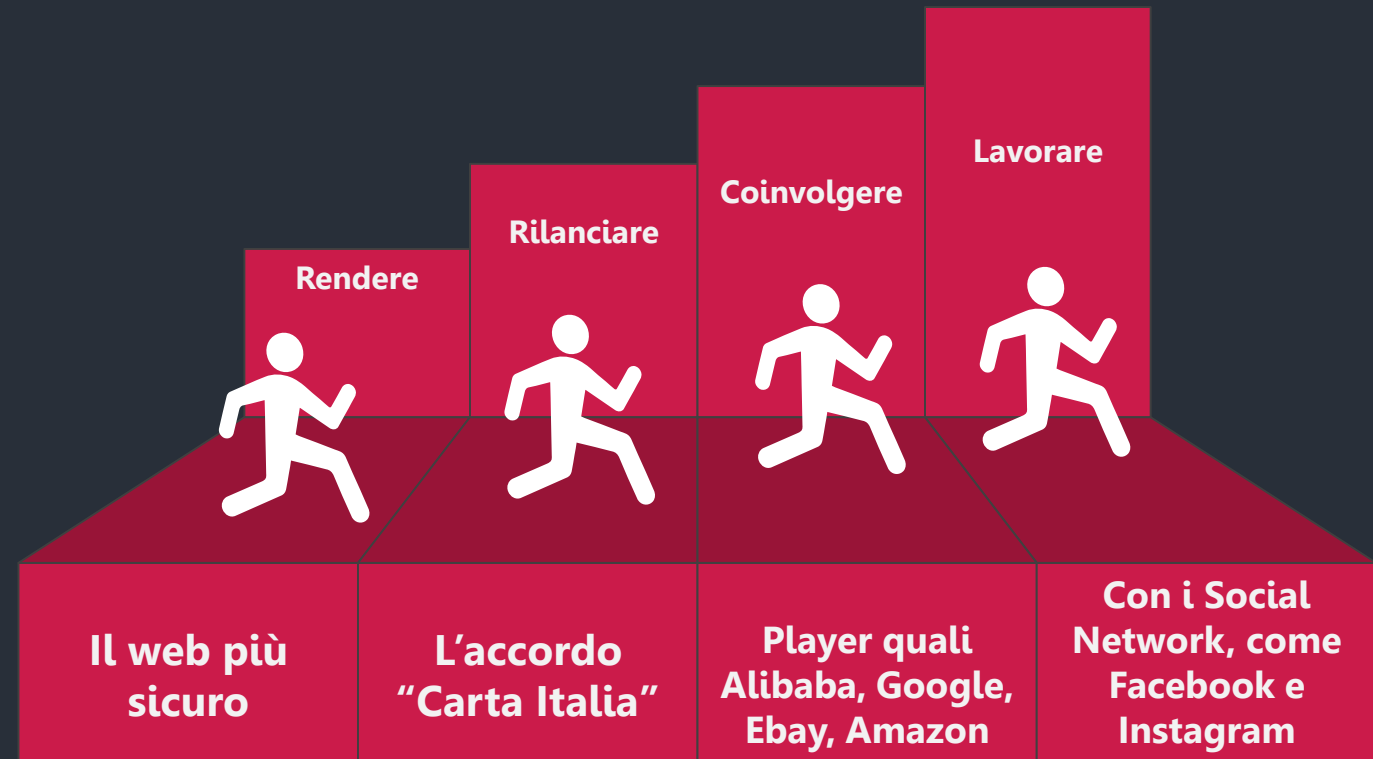 Rendere
Il web più
sicuro
Rilanciare
L’accordo
“Carta Italia”
Coinvolgere
Player quali
Alibaba, Google,
Ebay, Amazon
Lavorare
Con i Social
Network, come
Facebook e
Instagram